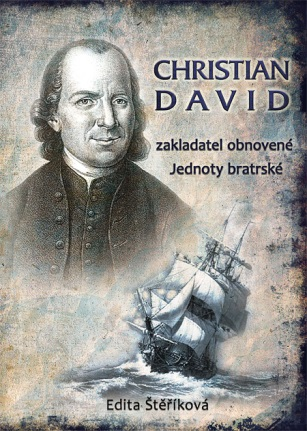 CHRISTIAN
DAVID
zakladatel obnovené
Jednoty bratrské
Edita Štěříková